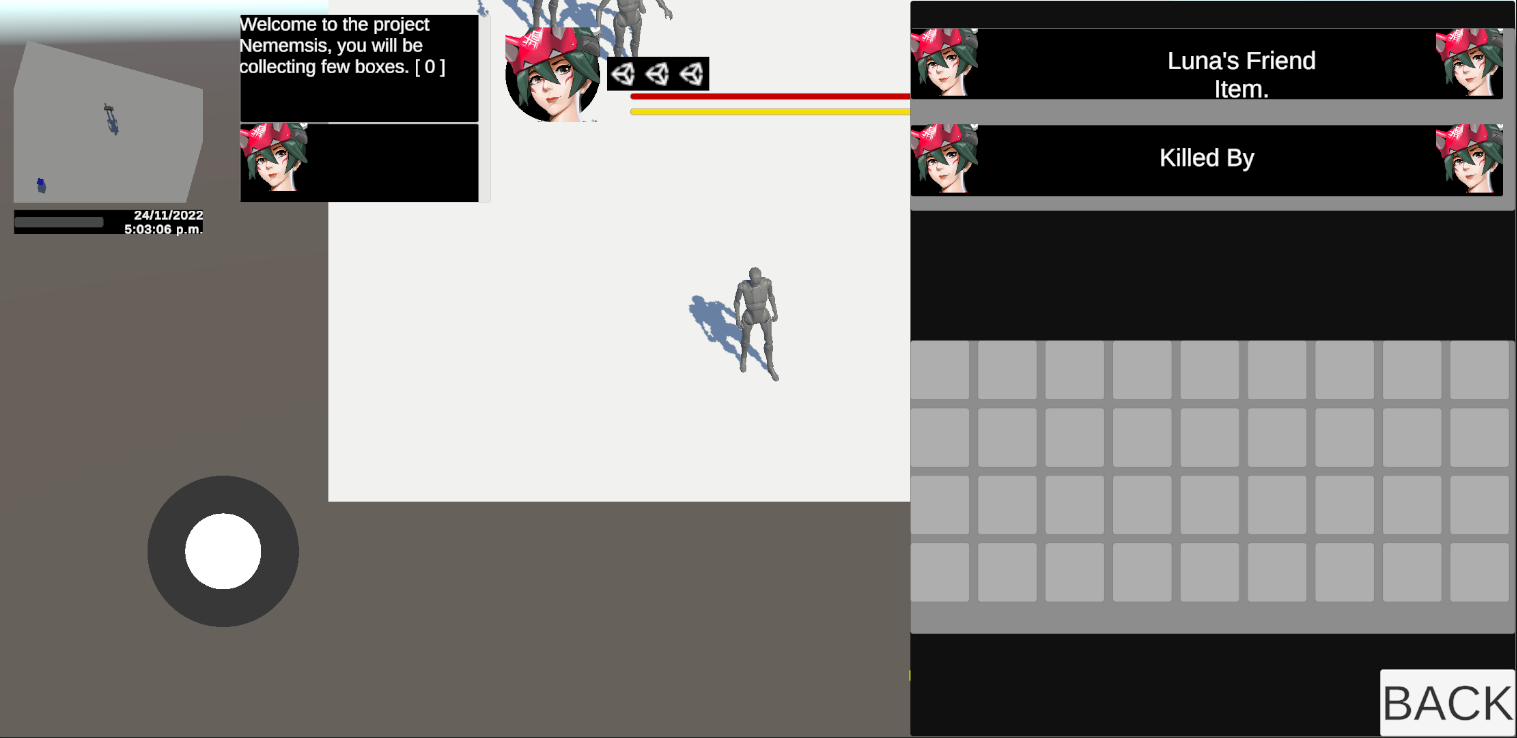 Welcome to the project
Nememsis, you will be
collecting few boxes. [ 0 ]
24/11/2022
5:03:06 p.m.
Luna's Friend
Item.
Killed By
BACK